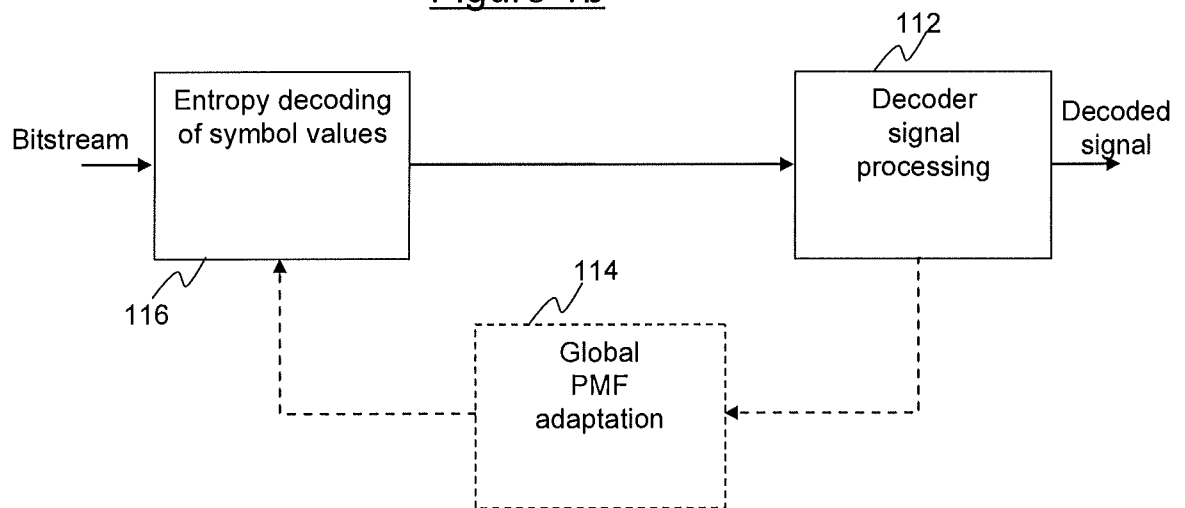 112
Entropy decoding
of symbol values
Decoder
signal
processing
Bitstream
Decoded
signal
114
116
Global
PMF
adaptation